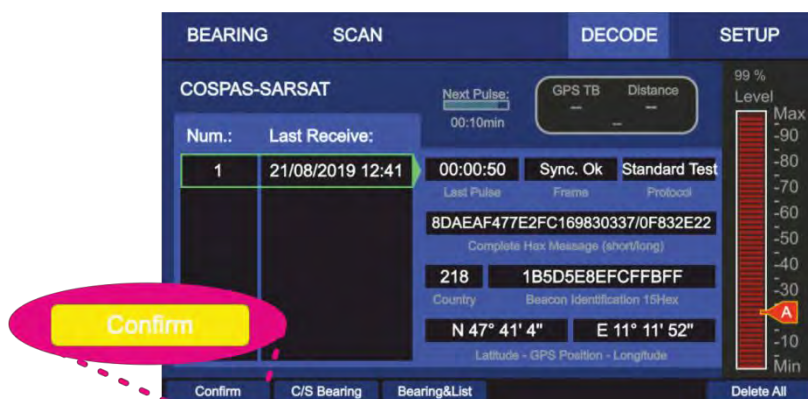 BEARING SCAN DECODE SETUP
COSPAS-SARSAT
Next Pulse:
00:10min
GPS TB Distance
-- --
--
99 %
Level
Max
Num.: Last Receive:
1 21/08/2019 12:41
00:00:50 Sync. Ok Standard Test
Last Pulse Frame Protocol
8DAEAF477E2FC169830337/0F832E22
Complete Hax Message (short/long)
218 1B5D5E8EFCFFBFF
Country Beacon Identification 15Hex
N 47° 41' 4" E 11° 11' 52"
Latitude - GPS Position - Longitude
-90
-80
-70
-60
-50
-40
-30
A
-10
Min
Confirm
Confirm C/S Bearing Bearing&List Delete All